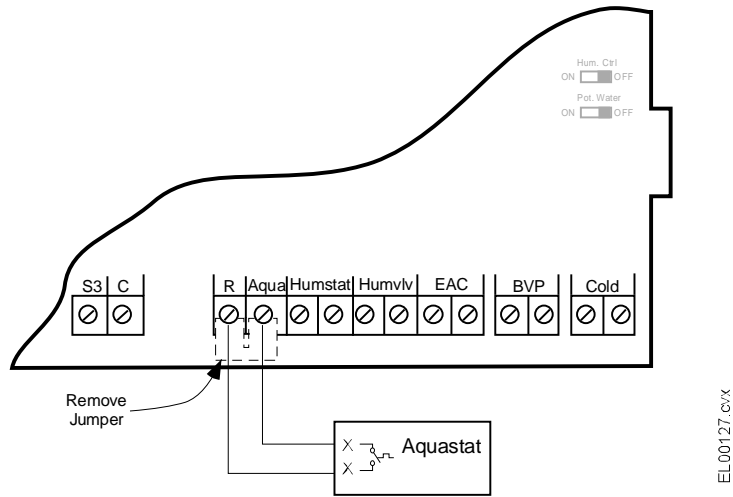 Hum. Ctrl
ON OFF
Pot. Water
ON OFF
S3 C R Aqua Humstat Humvlv EAC BVP Cold
Remove
Jumper
X
X
Aquastat
EL00127.cvx